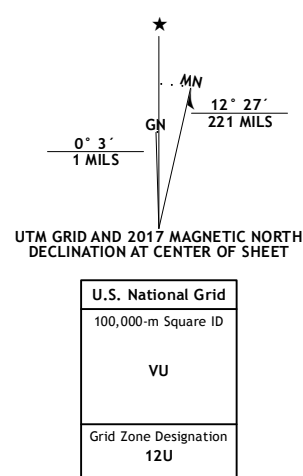 ★
MN
GN
12° 27´
221 MILS
0° 3´
1 MILS
UTM GRID AND 2017 MAGNETIC NORTH
DECLINATION AT CENTER OF SHEET
U.S. National Grid
100,000-m Square ID
VU
Grid Zone Designation
12U